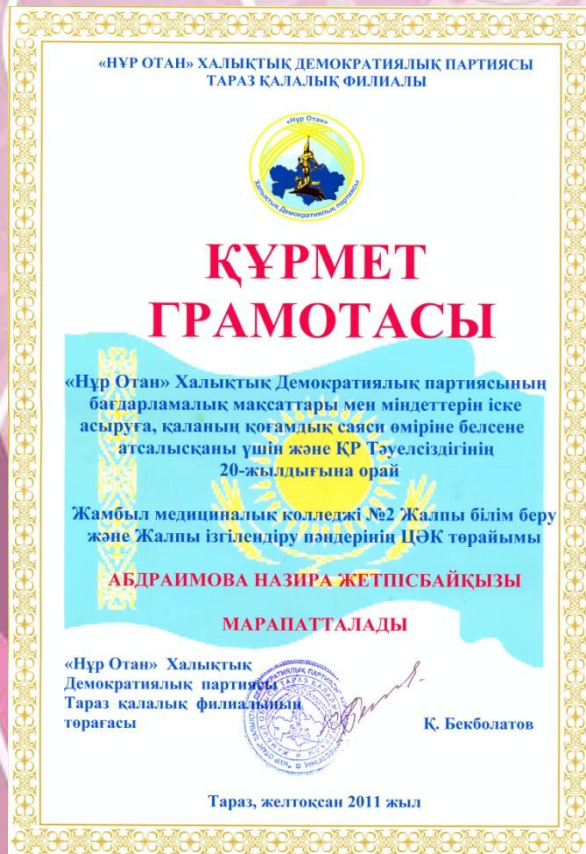 «НҰР ОТАН» ХАЛЫҚТЫҚ ДЕМОКРАТИЯЛЫҚ ПАРТИЯСЫ
ТАРАЗ ҚАЛАЛЫҚ ФИЛИАЛЫ
«Нұр Отан»
Халықтық Демократиялық партиясы
ҚҰРМЕТ
ГРАМОТАСЫ
«Нұр Отан» Халықтық Демократиялық партиясының
бағдарламалық мақсаттары мен міндеттерін іске
асыруға, қаланың қоғамдық саяси өміріне белсене
атсалысқаны үшін және ҚР Тәуелсіздігінің
20-жылдығына орай
Жамбыл медициналық колледжі №2 Жалпы білім беру
және Жалпы ізгілендіру пәндерінің ЦӘК төрайымы
АБДРАИМОВА НАЗИРА ЖЕТПІСБАЙҚЫЗЫ
МАРАПАТТАЛАДЫ
«Нұр Отан» Халықтық
Демократиялық партиясы
Тараз қалалық филиалының
төрағасы
Қ. Бекболатов
Тараз, желтоқсан 2011 жыл